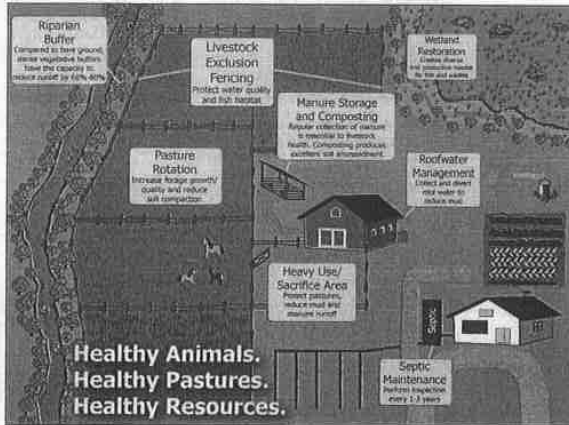 Riparian
Buffer
Compared to bare ground,
dense vegetative buffers
have the capacity to
reduce runoff by 60%-80%
Livestock
Exclusion
Fencing
Protect water quality
and fish habitat
Wetland
Restoration
Creates diverse
and productive habitat
for fish and wildlife
Manure Storage
and Composting
Regular collection of manure
is essential to livestock
health. Composting produces
excellent soil amendment.
Pasture
Rotation
Increase forage growth/
quality and reduce
soil compaction
Roofwater
Management
Collect and divert
roof water to
reduce mud
Heavy Use/
Sacrifice Area
Protect pastures,
reduce mud and
manure runoff
Septic
Septic
Maintenance
Perform inspection
every 1-3 years
Healthy Animals.
Healthy Pastures.
Healthy Resources.